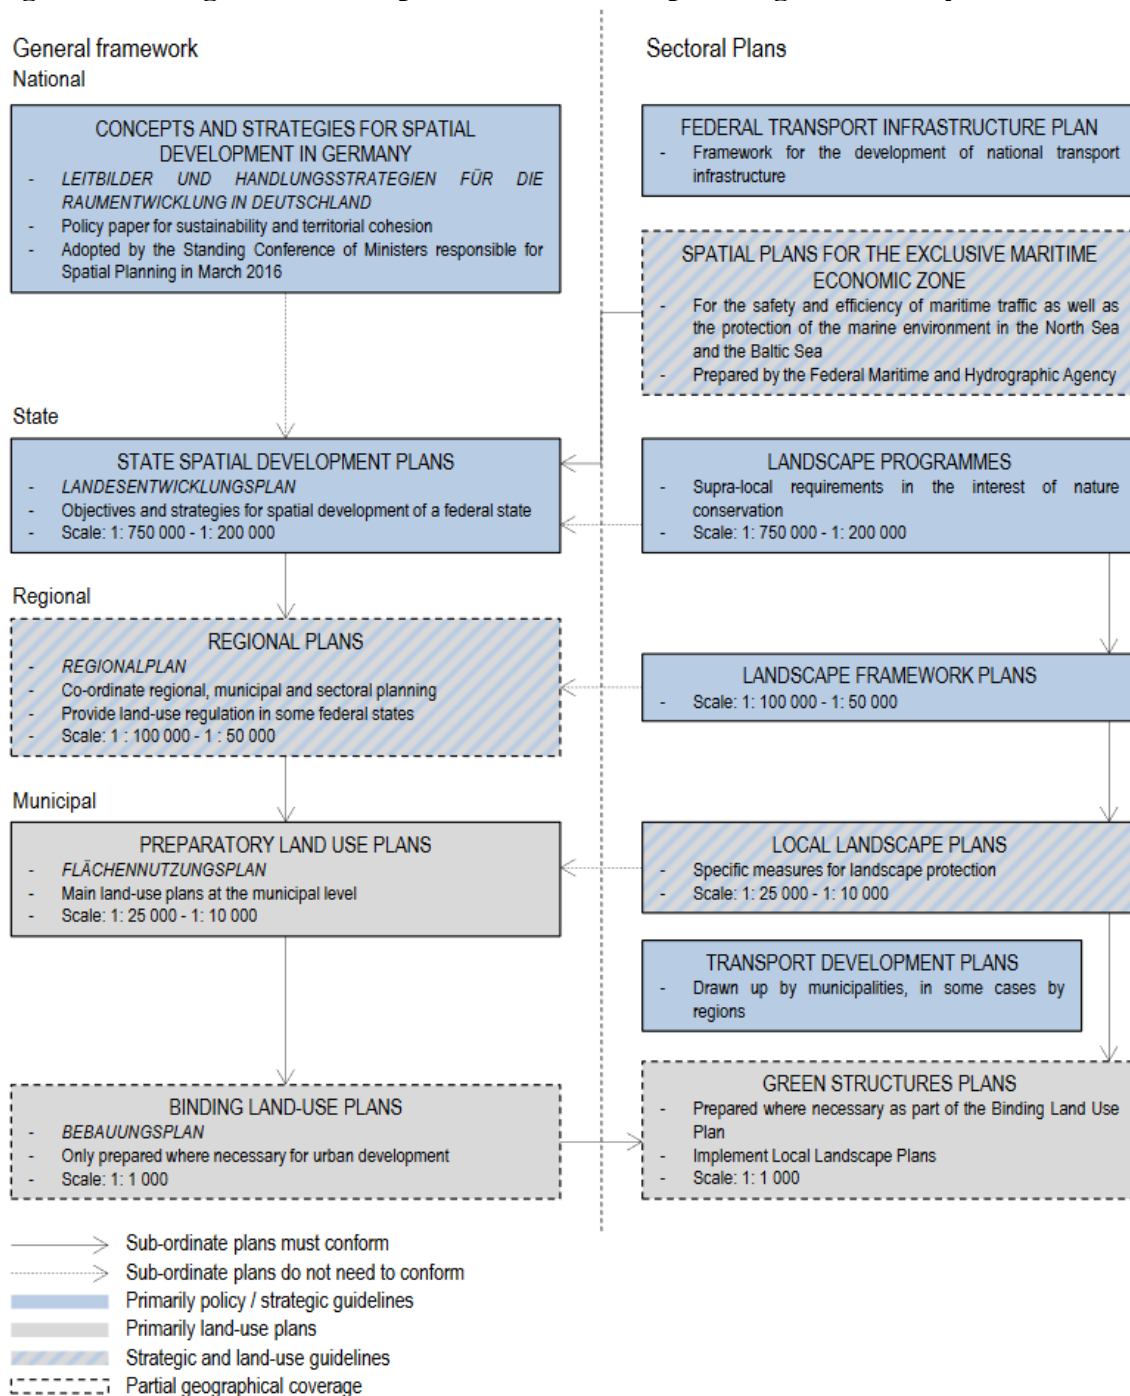 General framework
National
CONCEPTS AND STRATEGIES FOR SPATIAL
DEVELOPMENT IN GERMANY
- LEITBILDER UND HANDLUNGSSTRATEGIEN FÜR DIE
RAUMENTWICKLUNG IN DEUTSCHLAND
- Policy paper for sustainability and territorial cohesion
- Adopted by the Standing Conference of Ministers responsible for
Spatial Planning in March 2016
State
STATE SPATIAL DEVELOPMENT PLANS
- LANDESENTWICKLUNGSPLAN
- Objectives and strategies for spatial development of a federal state
- Scale: 1: 750 000 - 1: 200 000
Regional
REGIONAL PLANS
- REGIONALPLAN
- Co-ordinate regional, municipal and sectoral planning
- Provide land-use regulation in some federal states
- Scale: 1 : 100 000 - 1 : 50 000
Municipal
PREPARATORY LAND USE PLANS
- FLÄCHENNUTZUNGSPLAN
- Main land-use plans at the municipal level
- Scale: 1: 25 000 - 1: 10 000
BINDING LAND-USE PLANS
- BEBAUUNGSPLAN
- Only prepared where necessary for urban development
- Scale: 1: 1 000
Sectoral Plans
FEDERAL TRANSPORT INFRASTRUCTURE PLAN
- Framework for the development of national transport
infrastructure
SPATIAL PLANS FOR THE EXCLUSIVE MARITIME
ECONOMIC ZONE
- For the safety and efficiency of maritime traffic as well as
the protection of the marine environment in the North Sea
and the Baltic Sea
- Prepared by the Federal Maritime and Hydrographic Agency
LANDSCAPE PROGRAMMES
- Supra-local requirements in the interest of nature
conservation
- Scale: 1: 750 000 - 1: 200 000
LANDSCAPE FRAMEWORK PLANS
- Scale: 1: 100 000 - 1: 50 000
LOCAL LANDSCAPE PLANS
- Specific measures for landscape protection
- Scale: 1: 25 000 - 1: 10 000
TRANSPORT DEVELOPMENT PLANS
- Drawn up by municipalities, in some cases by
regions
GREEN STRUCTURES PLANS
- Prepared where necessary as part of the Binding Land Use
Plan
- Implement Local Landscape Plans
- Scale: 1: 1 000
Sub-ordinate plans must conform
Sub-ordinate plans do not need to conform
Primarily policy / strategic guidelines
Primarily land-use plans
Strategic and land-use guidelines
Partial geographical coverage